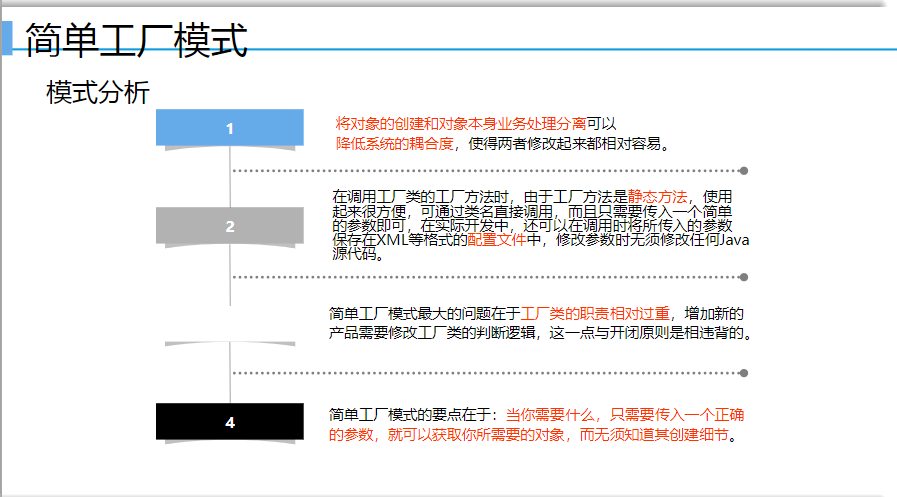 简单工厂模式
模式分析
1
将对象的创建和对象本身业务处理分离可以
降低系统的耦合度，使得两者修改起来都相对容易。
2
在调用工厂类的工厂方法时，由于工厂方法是静态方法，使用
起来很方便，可通过类名直接调用，而且只需要传入一个简单
的参数即可，在实际开发中，还可以在调用时将所传入的参数
保存在XML等格式的配置文件中，修改参数时无须修改任何Java
源代码。
简单工厂模式最大的问题在于工厂类的职责相对过重，增加新的
产品需要修改工厂类的判断逻辑，这一点与开闭原则是相违背的。
4
简单工厂模式的要点在于：当你需要什么，只需要传入一个正确
的参数，就可以获取你所需要的对象，而无须知道其创建细节。